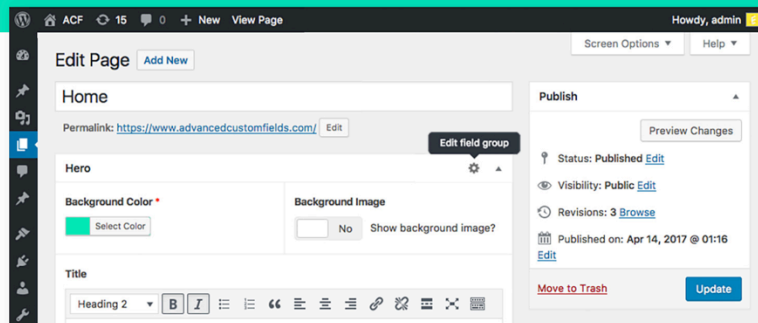 ACF 15 0 + New View Page Howdy, admin
Screen Options ▼ Help ▼
Edit Page Add New
Home
Permalink: https://www.advancedcustomfields.com/ Edit
Edit field group
Hero
Background Color *
Select Color
Background Image
No Show background image?
Title
Heading 2 ▼ B I
Publish
Preview Changes
Status: Published Edit
Visibility: Public Edit
Revisions: 3 Browse
Published on: Apr 14, 2017 @ 01:16
Edit
Move to Trash Update